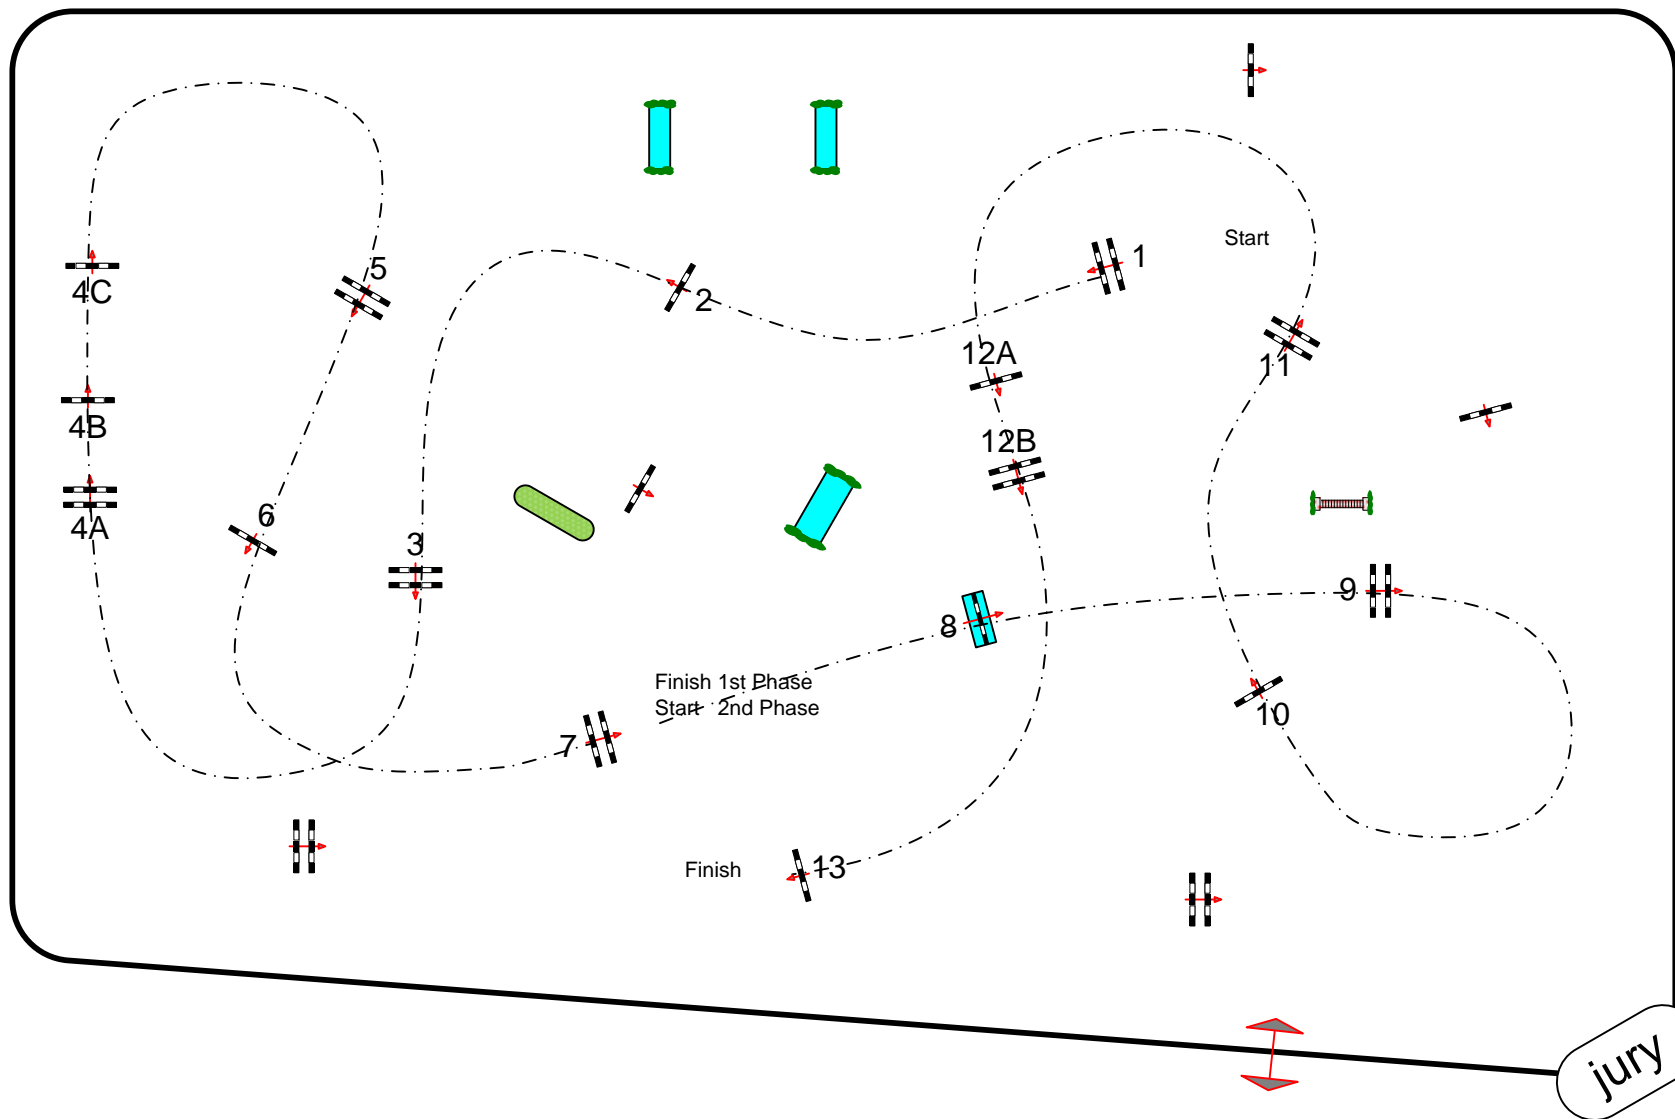 Start
1
2
5
4C
12A
11
4B
12B
4A
6
3
9
8
Finish 1st Phase
Start 2nd Phase
10
7
Finish
13
jury